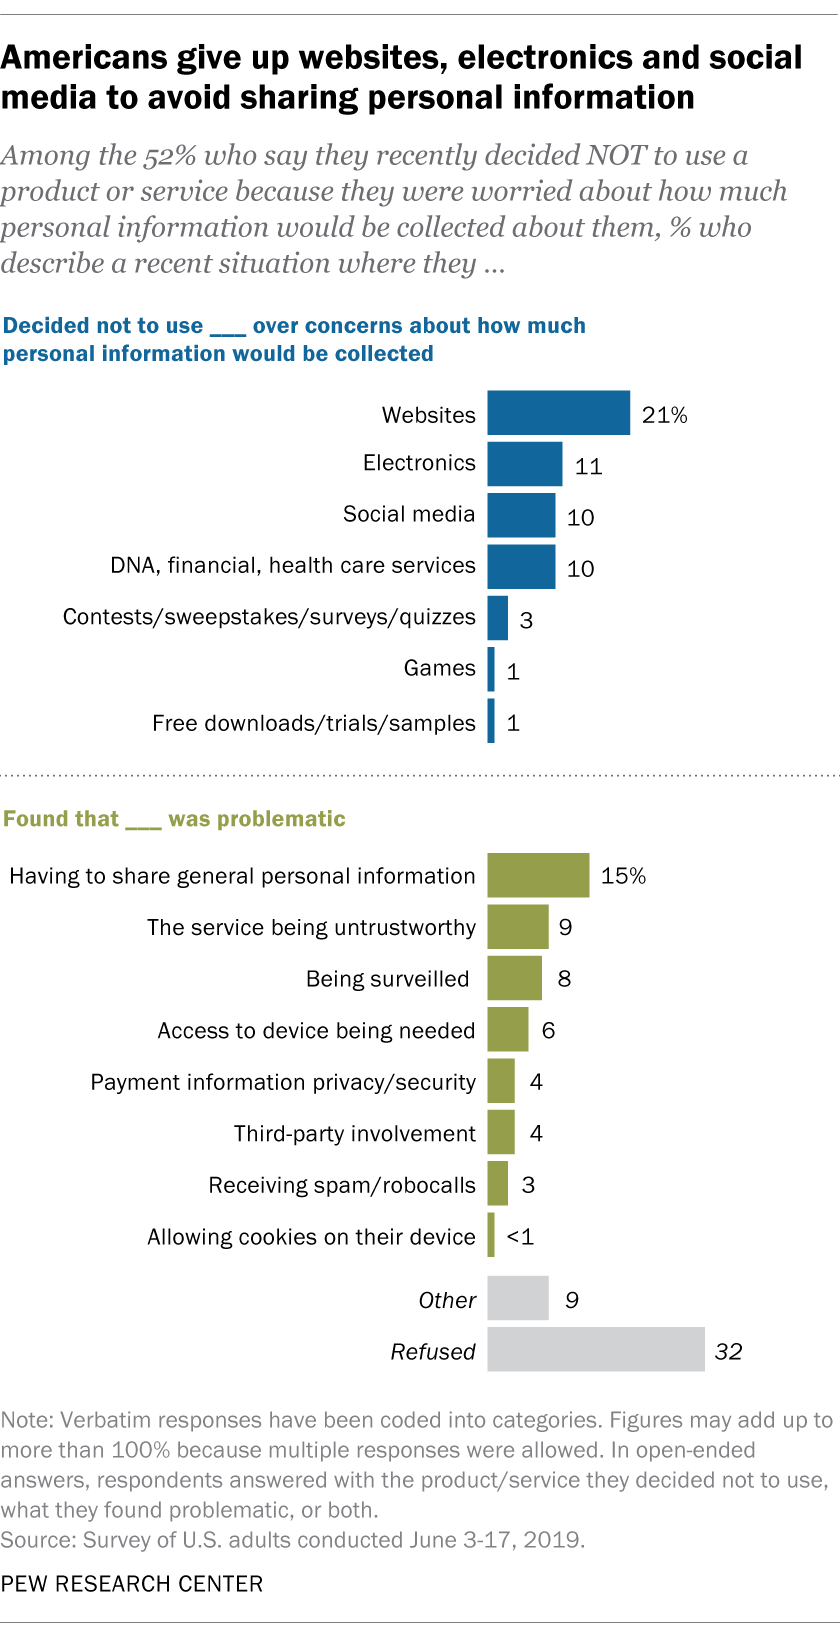 Americans give up websites, electronics and social
media to avoid sharing personal information
Among the 52% who say they recently decided NOT to use a
product or service because they were worried about how much
personal information would be collected about them, % who
describe a recent situation where they ...
Decided not to use ___ over concerns about how much
personal information would be collected
Websites 21%
Electronics 11
Social media 10
DNA, financial, health care services 10
Contests/sweepstakes/surveys/quizzes 3
Games 1
Free downloads/trials/samples 1
Found that ___ was problematic
Having to share general personal information 15%
The service being untrustworthy 9
Being surveilled 8
Access to device being needed 6
Payment information privacy/security 4
Third-party involvement 4
Receiving spam/robocalls 3
Allowing cookies on their device <1
Other 9
Refused 32
Note: Verbatim responses have been coded into categories. Figures may add up to
more than 100% because multiple responses were allowed. In open-ended
answers, respondents answered with the product/service they decided not to use,
what they found problematic, or both.
Source: Survey of U.S. adults conducted June 3-17, 2019.
PEW RESEARCH CENTER